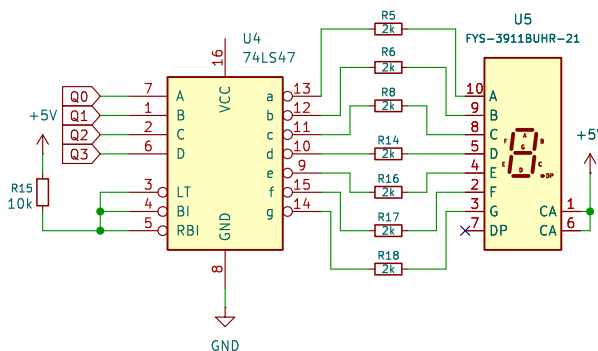 R5
2k
U4
74LS47
R6
2k
U5
FYS-3911BUHR-21
16
VCC
R8
2k
Q0
Q1
Q2
Q3
7
1
2
6
A
B
C
D
a
b
c
d
e
f
g
13
12
11
10
9
15
14
R14
2k
R16
2k
R17
2k
R18
2k
10
9
8
5
4
2
3
7
A
B
C
D
E
F
G
DP
A
B
C
D
E
F
G
DP
CA
CA
1
6
+5V
+5V
R15
10k
3
4
5
LT
BI
RBI
GND
8
GND